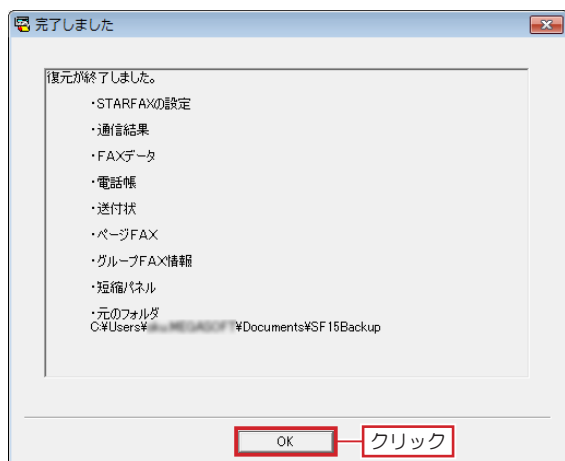 完了しました
復元が終了しました。
・STARFAXの設定
・通信結果
・FAXデータ
・電話帳
・送付状
・ページFAX
・グループFAX情報
・短縮パネル
・元のフォルダ
C:¥Users¥ ¥Documents¥SF15Backup
OK
クリック